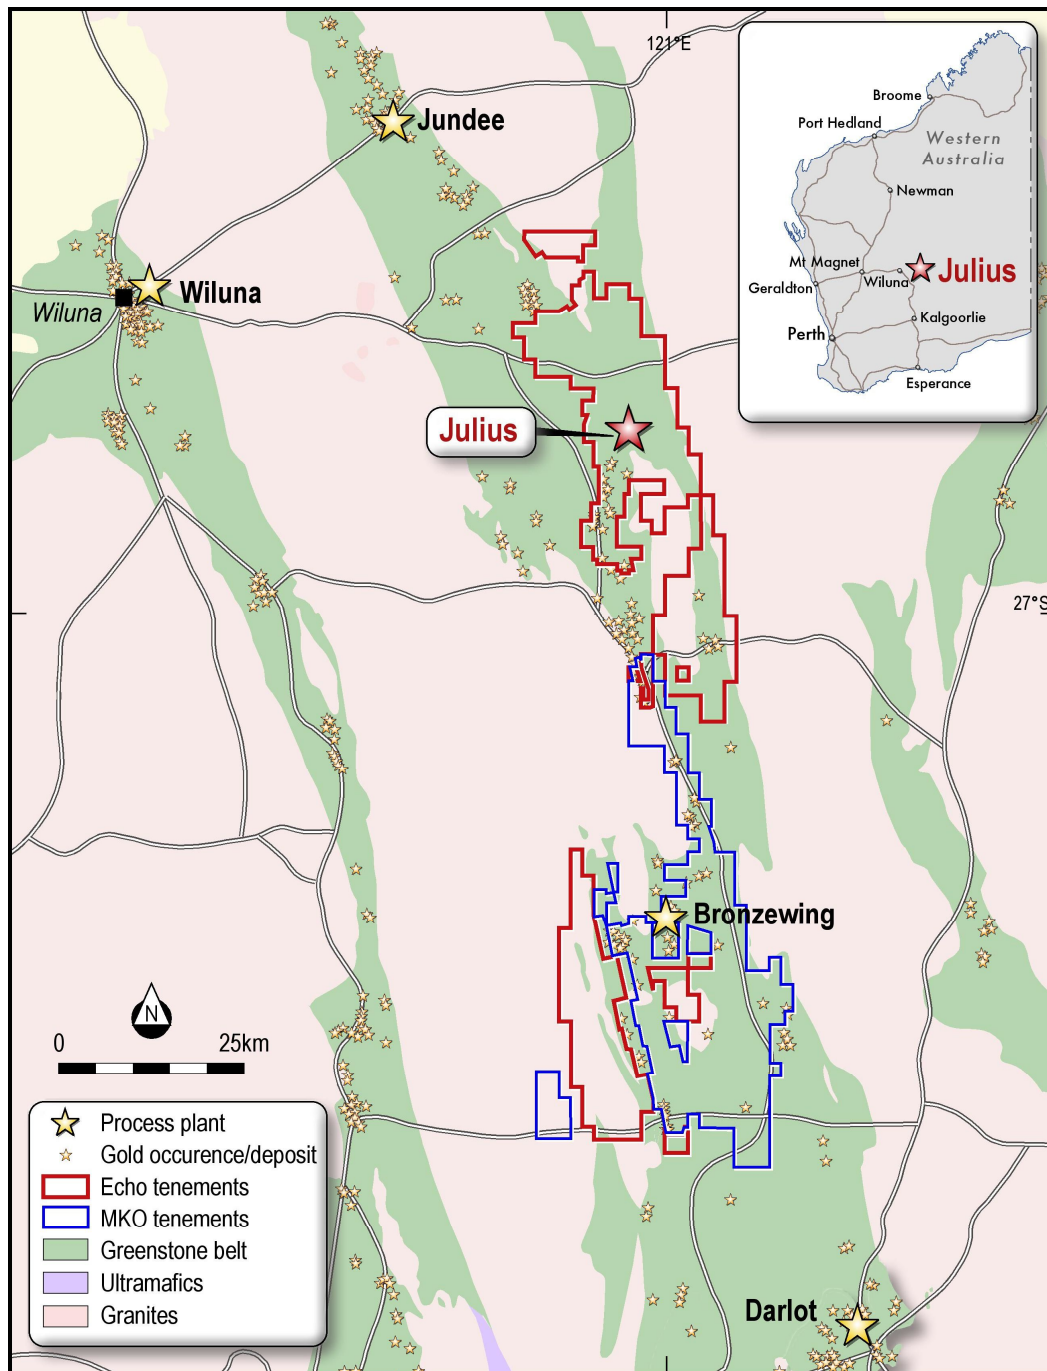 121°E
Jundee
Wiluna
Wiluna
Julius
27°S
Bronzewing
Darlot
Broome
Port Hedland
Western
Australia
Newman
Mt Magnet
Wiluna
Julius
Geraldton
Kalgoorlie
Perth
Esperance
N
0 25km
Process plant
Gold occurence/deposit
Echo tenements
MKO tenements
Greenstone belt
Ultramafics
Granites